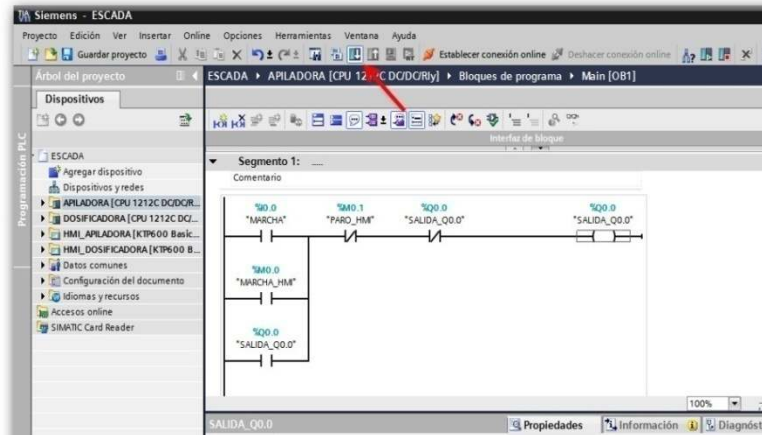 Siemens - ESCADA
Proyecto Edición Ver Insertar Online Opciones Herramientas Ventana Ayuda
Guardar proyecto Establecer conexión online Deshacer conexión online
Árbol del proyecto
ESCADA APILADORA [CPU 1212C DC/DC/Rly] Bloques de programa Main [OB1]
Dispositivos
Programación PLC
Interfaz de bloque
ESCADA
Agregar dispositivo
Dispositivos y redes
APILADORA [CPU 1212C DC/DC/R...
DOSIFICADORA [CPU 1212C DC/...
HMI_APILADORA [KTP600 Basic...
HMI_DOSIFICADORA [KTP600 B...
Datos comunes
Configuración del documento
Idiomas y recursos
Accesos online
SIMATIC Card Reader
Segmento 1: .....
Comentario
%I0.0 %M0.1 %Q0.0 %Q0.0
"MARCHA" "PARO_HMI" "SALIDA_Q0.0" "SALIDA_Q0.0"
%M0.0
"MARCHA_HMI"
%Q0.0
"SALIDA_Q0.0"
100%
SALIDA_Q0.0 Propiedades Información Diagnóst